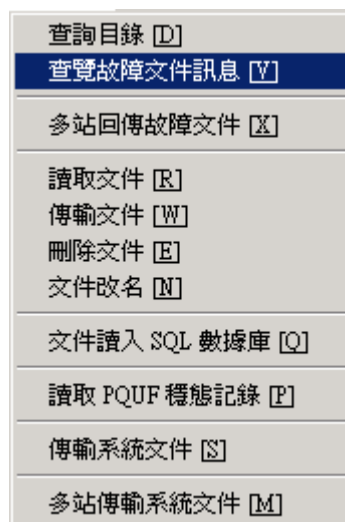 查詢目錄 [D]
查覽故障文件訊息 [V]
多站回傳故障文件 [X]
讀取文件 [R]
傳輸文件 [W]
刪除文件 [E]
文件改名 [N]
文件讀入 SQL 數據庫 [Q]
讀取 PQUF 穩態記錄 [P]
傳輸系統文件 [S]
多站傳輸系統文件 [M]